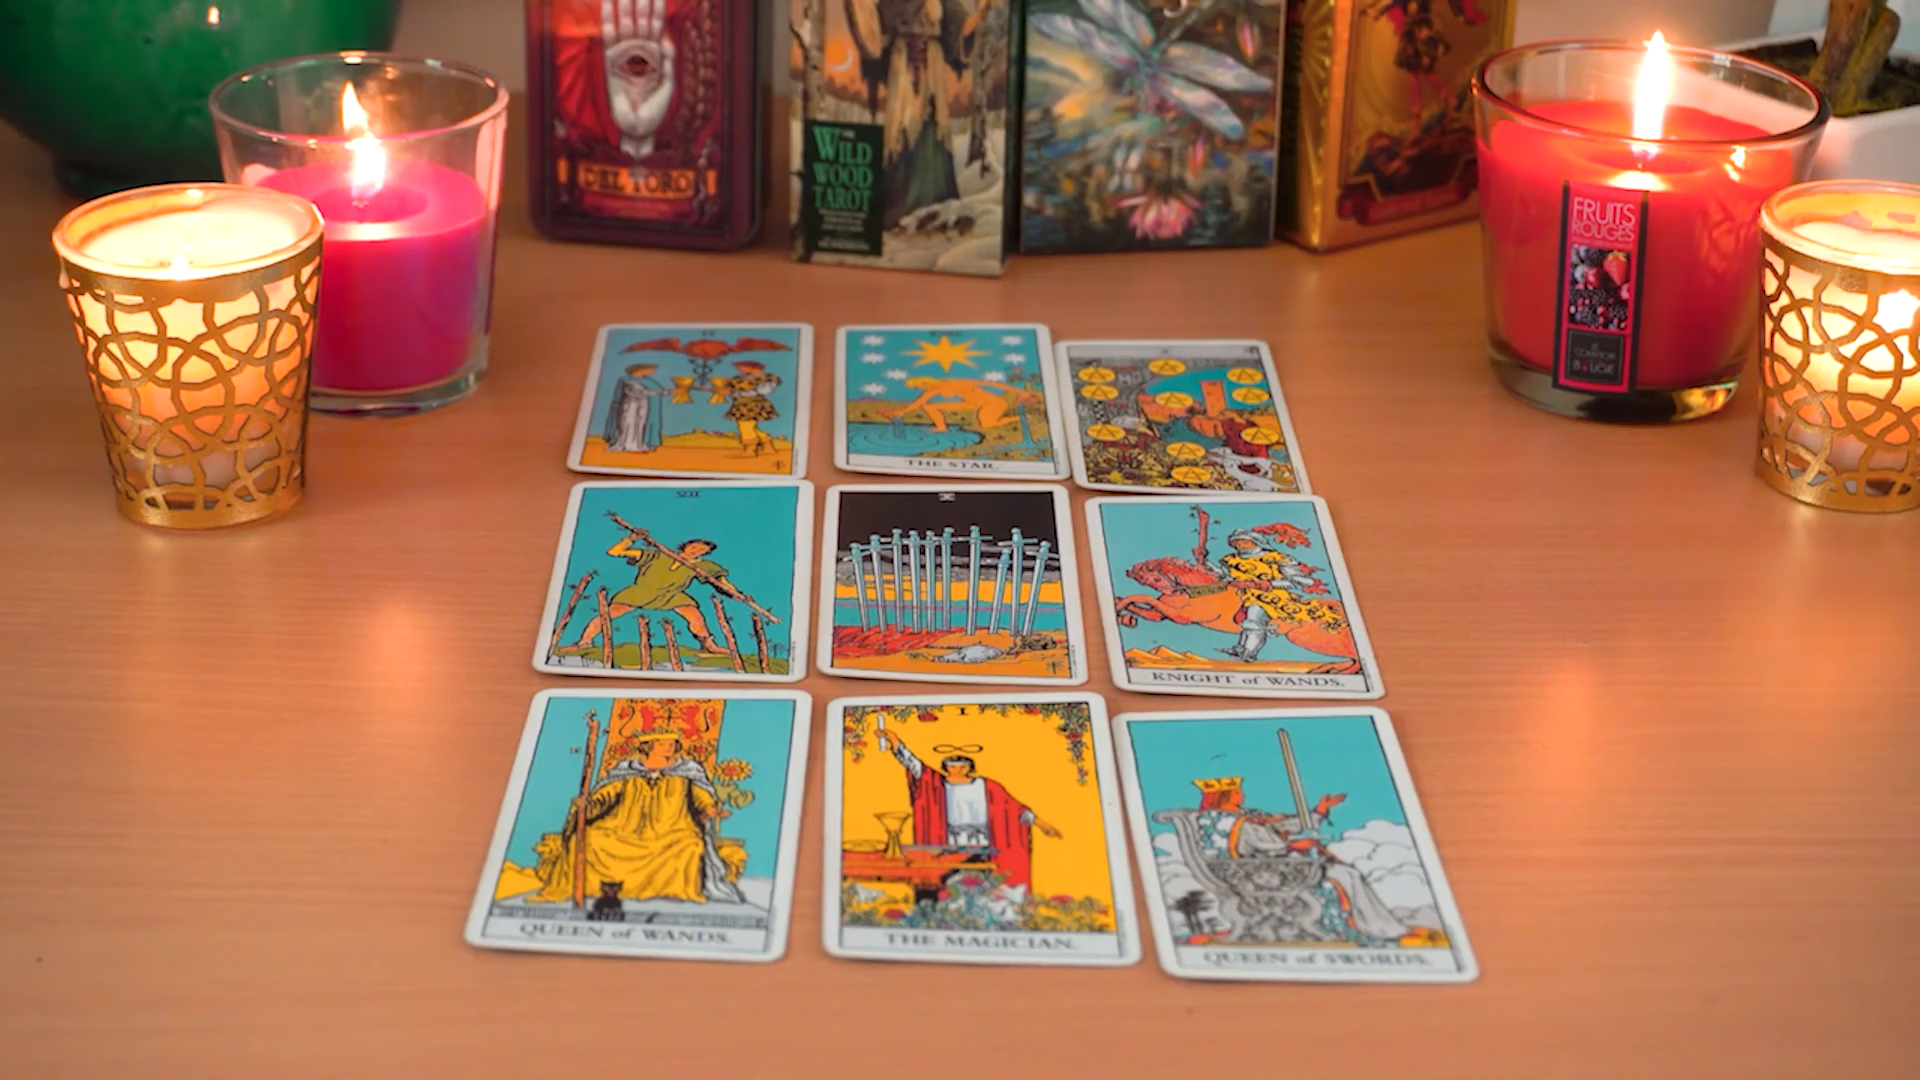 DEL TORO
THE
WILD
WOOD
TAROT
FRUITS
ROUGES
THE STAR.
VII
KNIGHT of WANDS.
I
QUEEN of WANDS.
THE MAGICIAN.
QUEEN of SWORDS.